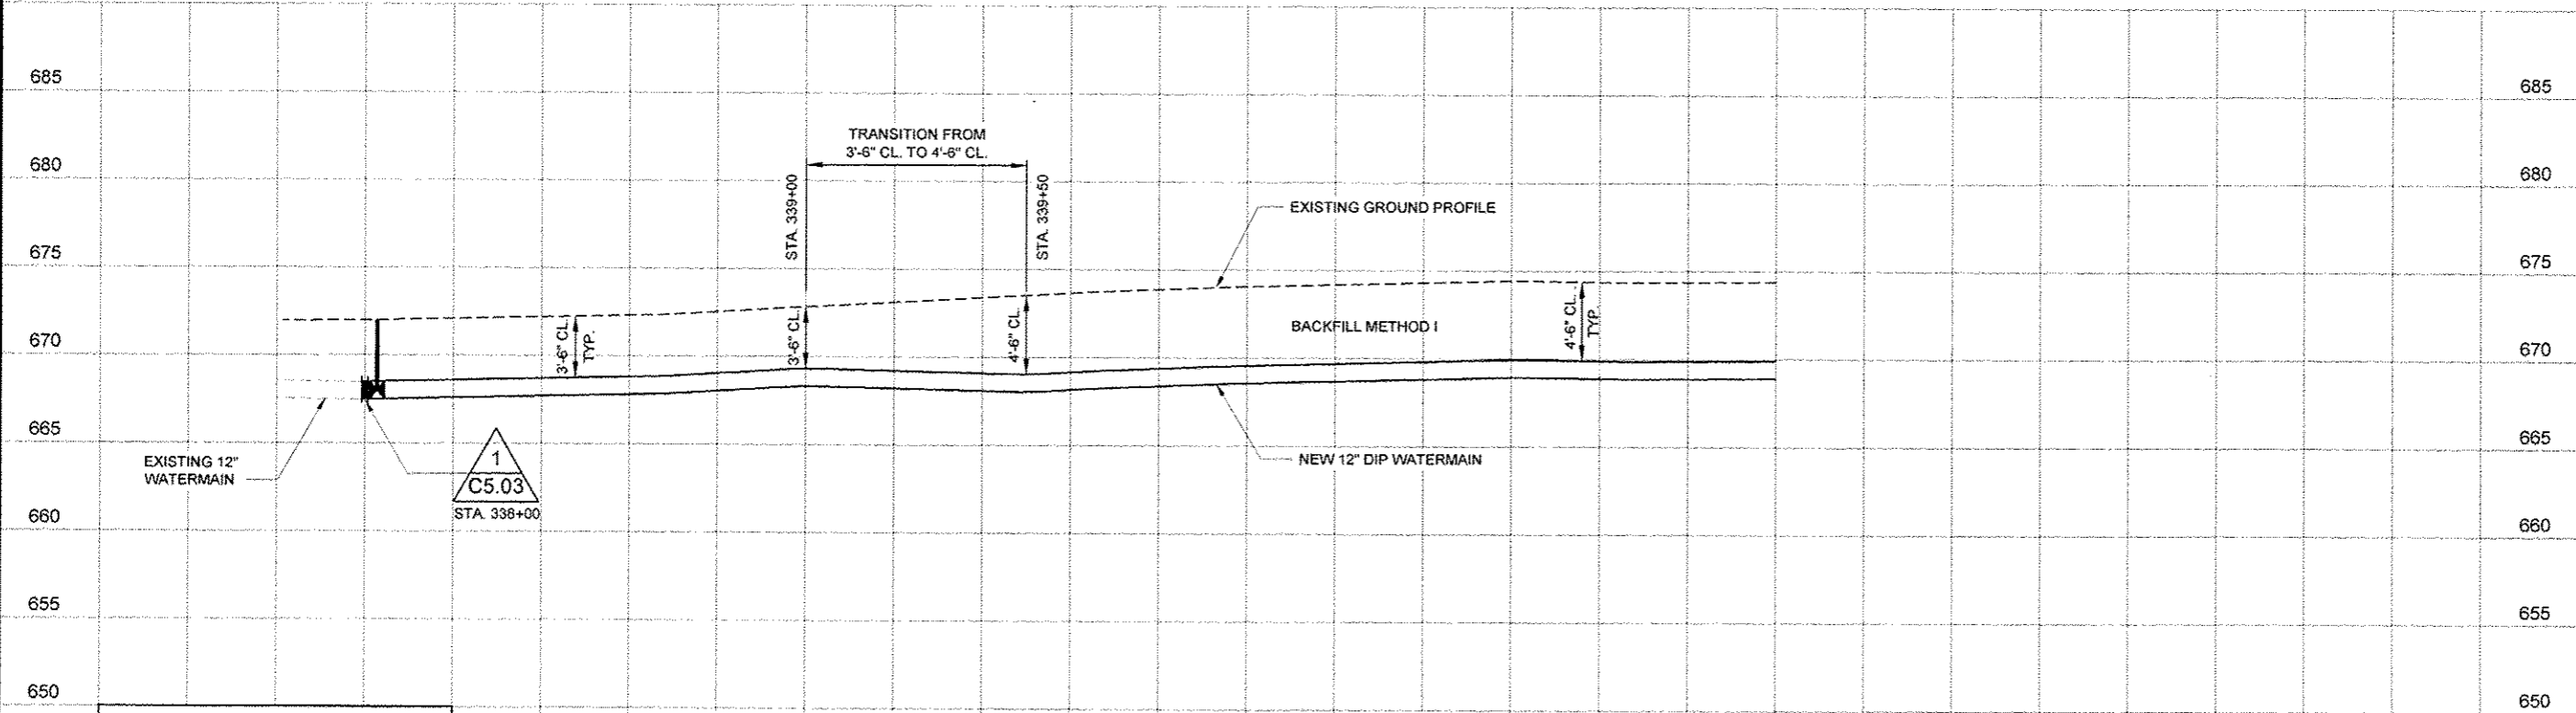 685
685
TRANSITION FROM
3'-6" CL. TO 4'-6" CL.
680
680
STA. 339+00
STA. 339+50
EXISTING GROUND PROFILE
675
675
3'-6" CL.
TYP.
3'-6" CL.
4'-6" CL.
BACKFILL METHOD I
4'-6" CL.
TYP.
670
670
665
665
EXISTING 12"
WATERMAIN
1
C5.03
STA. 338+00
NEW 12" DIP WATERMAIN
660
660
655
655
650
650